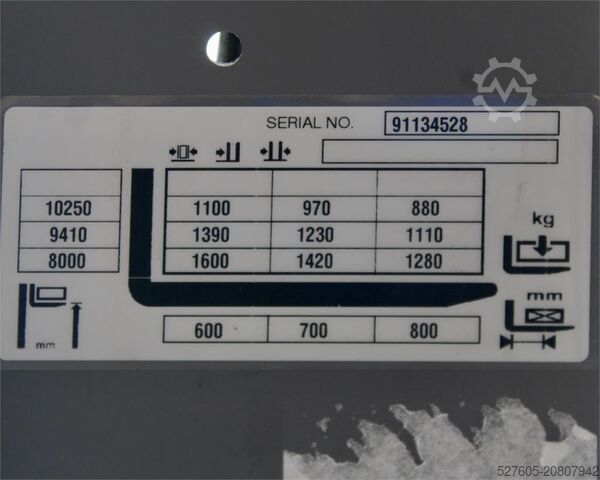 SERIAL NO. 91134528
10250 1100 970 880
9410 1390 1230 1110
8000 1600 1420 1280
kg
mm
mm
600 700 800
527605-20807942